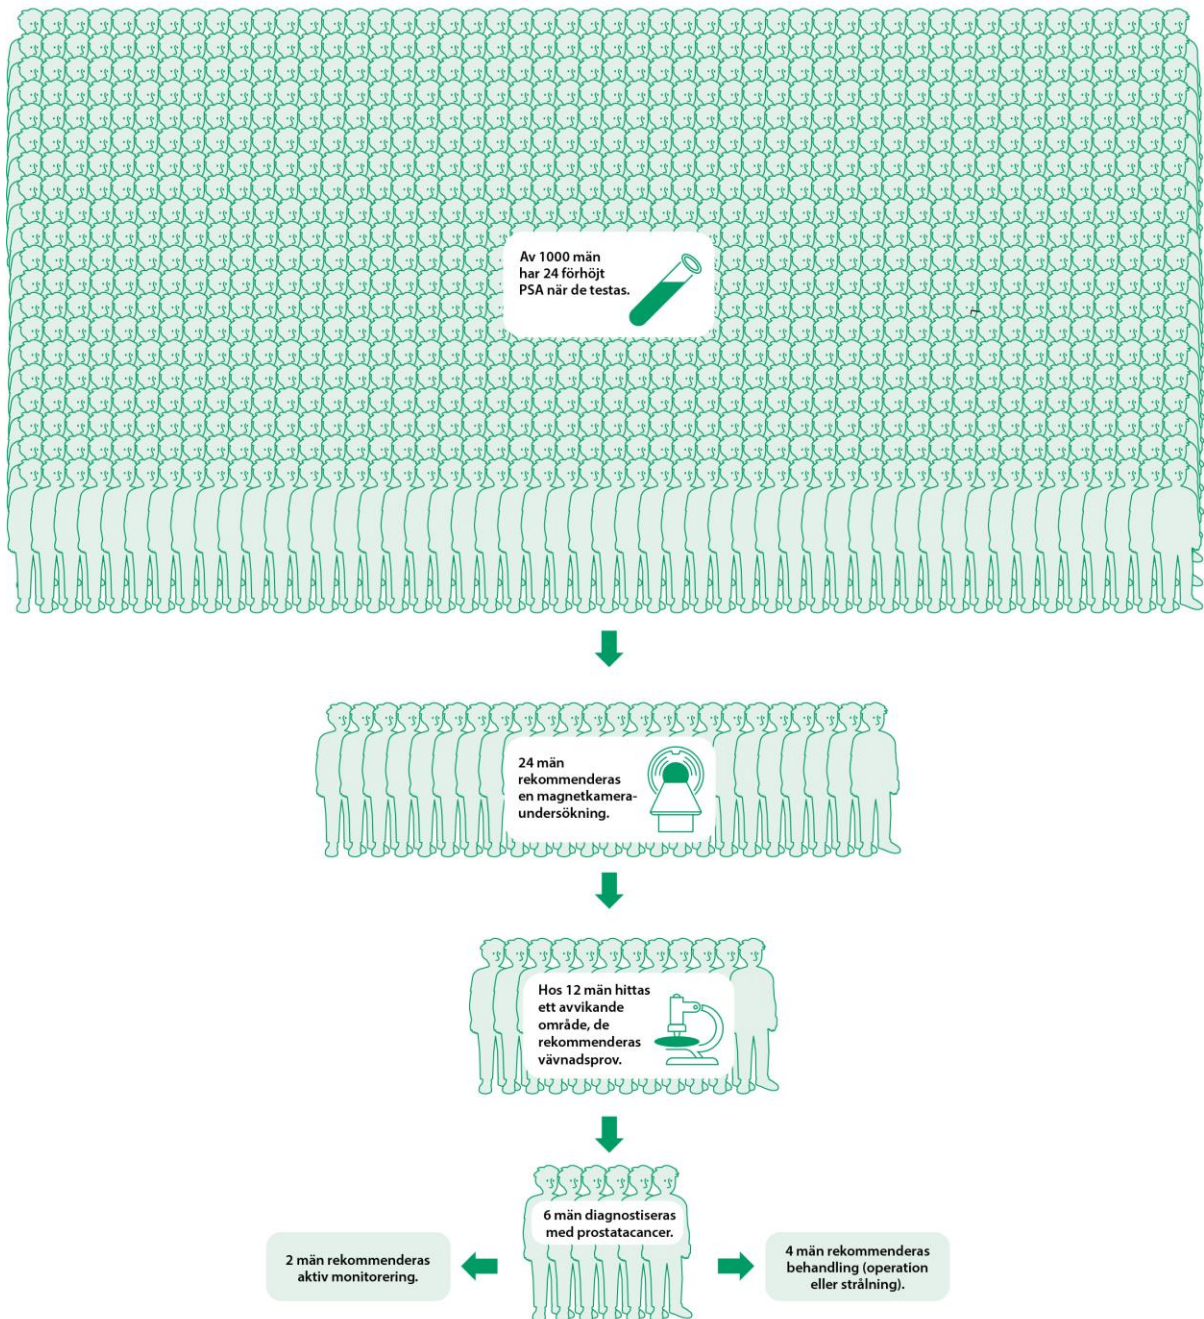 Av 1000 män
har 24 förhöjt
PSA när de testas.
24 män
rekommenderas
en magnetkamera-
undersökning.
Hos 12 män hittas
ett avvikande
område, de
rekommenderas
vävnadsprov.
6 män diagnostiseras
med prostatacancer.
2 män rekommenderas
aktiv monitorering.
4 män rekommenderas
behandling (operation
eller strålning).